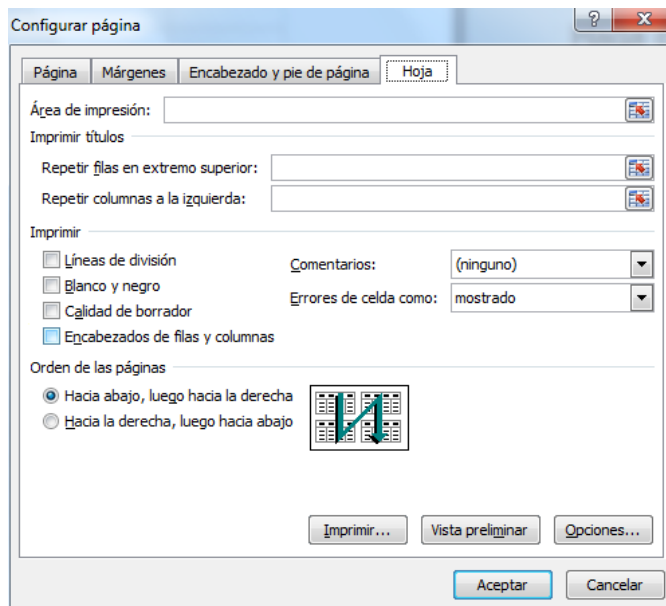 Configurar página
Página Márgenes Encabezado y pie de página Hoja
Área de impresión:
Imprimir títulos
Repetir filas en extremo superior:
Repetir columnas a la izquierda:
Imprimir
Líneas de división
Blanco y negro
Calidad de borrador
Encabezados de filas y columnas
Comentarios: (ninguno)
Errores de celda como: mostrado
Orden de las páginas
Hacia abajo, luego hacia la derecha
Hacia la derecha, luego hacia abajo
Imprimir... Vista preliminar Opciones...
Aceptar Cancelar